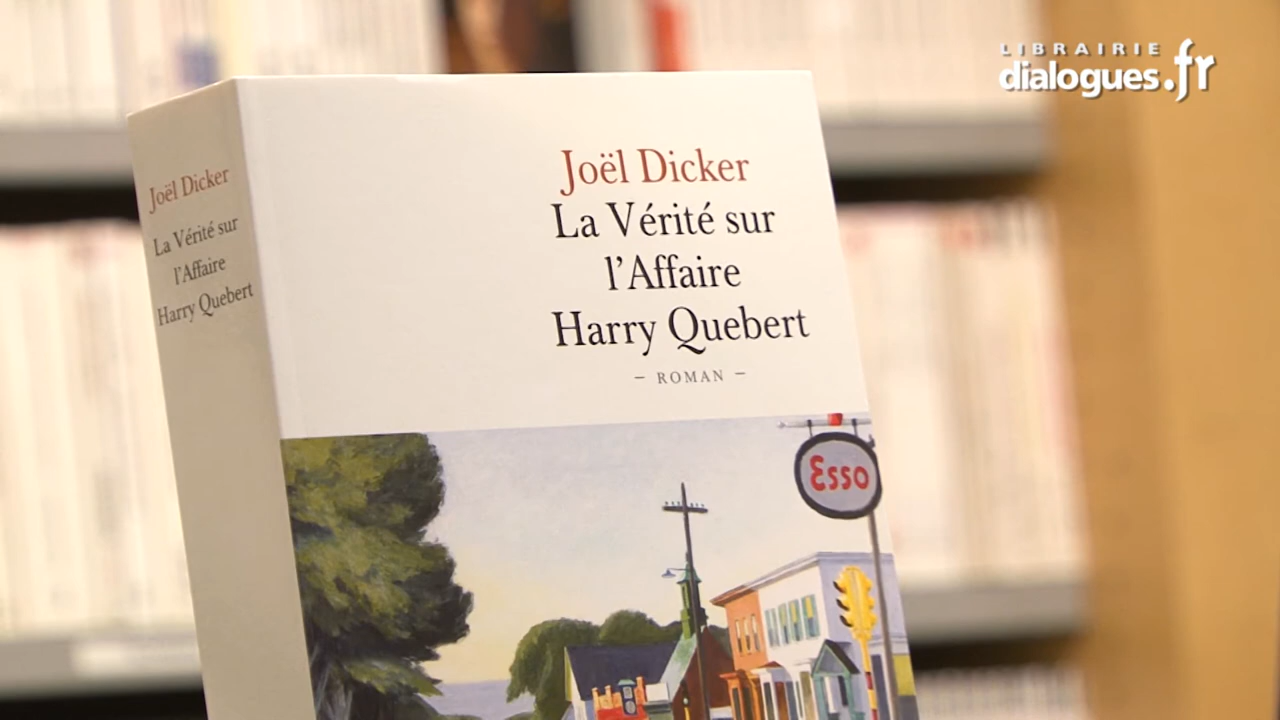 LIBRAIRIE
dialogues.fr
Joël Dicker
La Vérité sur
l'Affaire
Harry Quebert
Joël Dicker
La Vérité sur
l'Affaire
Harry Quebert
– ROMAN –
Esso